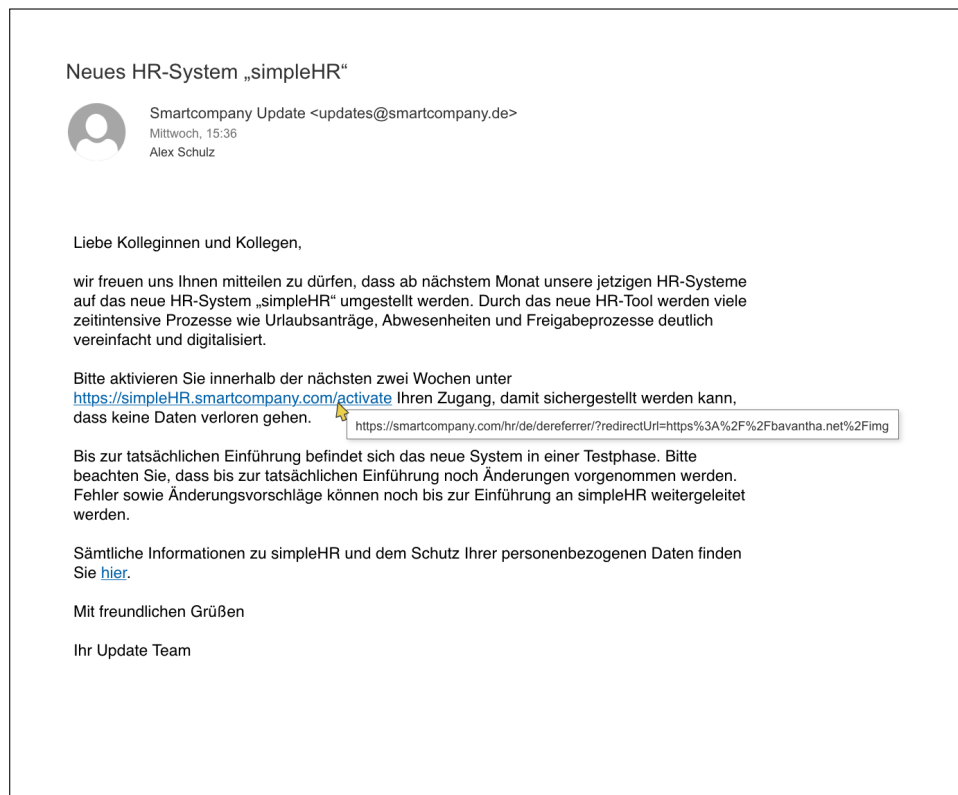 Neues HR-System „simpleHR“
Smartcompany Update <updates@smartcompany.de>
Mittwoch, 15:36
Alex Schulz
Liebe Kolleginnen und Kollegen,
wir freuen uns Ihnen mitteilen zu dürfen, dass ab nächstem Monat unsere jetzigen HR-Systeme
auf das neue HR-System „simpleHR“ umgestellt werden. Durch das neue HR-Tool werden viele
zeitintensive Prozesse wie Urlaubsanträge, Abwesenheiten und Freigabeprozesse deutlich
vereinfacht und digitalisiert.
Bitte aktivieren Sie innerhalb der nächsten zwei Wochen unter
https://simpleHR.smartcompany.com/activate Ihren Zugang, damit sichergestellt werden kann,
dass keine Daten verloren gehen.
https://smartcompany.com/hr/de/dereferrer/?redirectUrl=https%3A%2F%2Fbavantha.net%2Fimg
Bis zur tatsächlichen Einführung befindet sich das neue System in einer Testphase. Bitte
beachten Sie, dass bis zur tatsächlichen Einführung noch Änderungen vorgenommen werden.
Fehler sowie Änderungsvorschläge können noch bis zur Einführung an simpleHR weitergeleitet
werden.
Sämtliche Informationen zu simpleHR und dem Schutz Ihrer personenbezogenen Daten finden
Sie hier.
Mit freundlichen Grüßen
Ihr Update Team